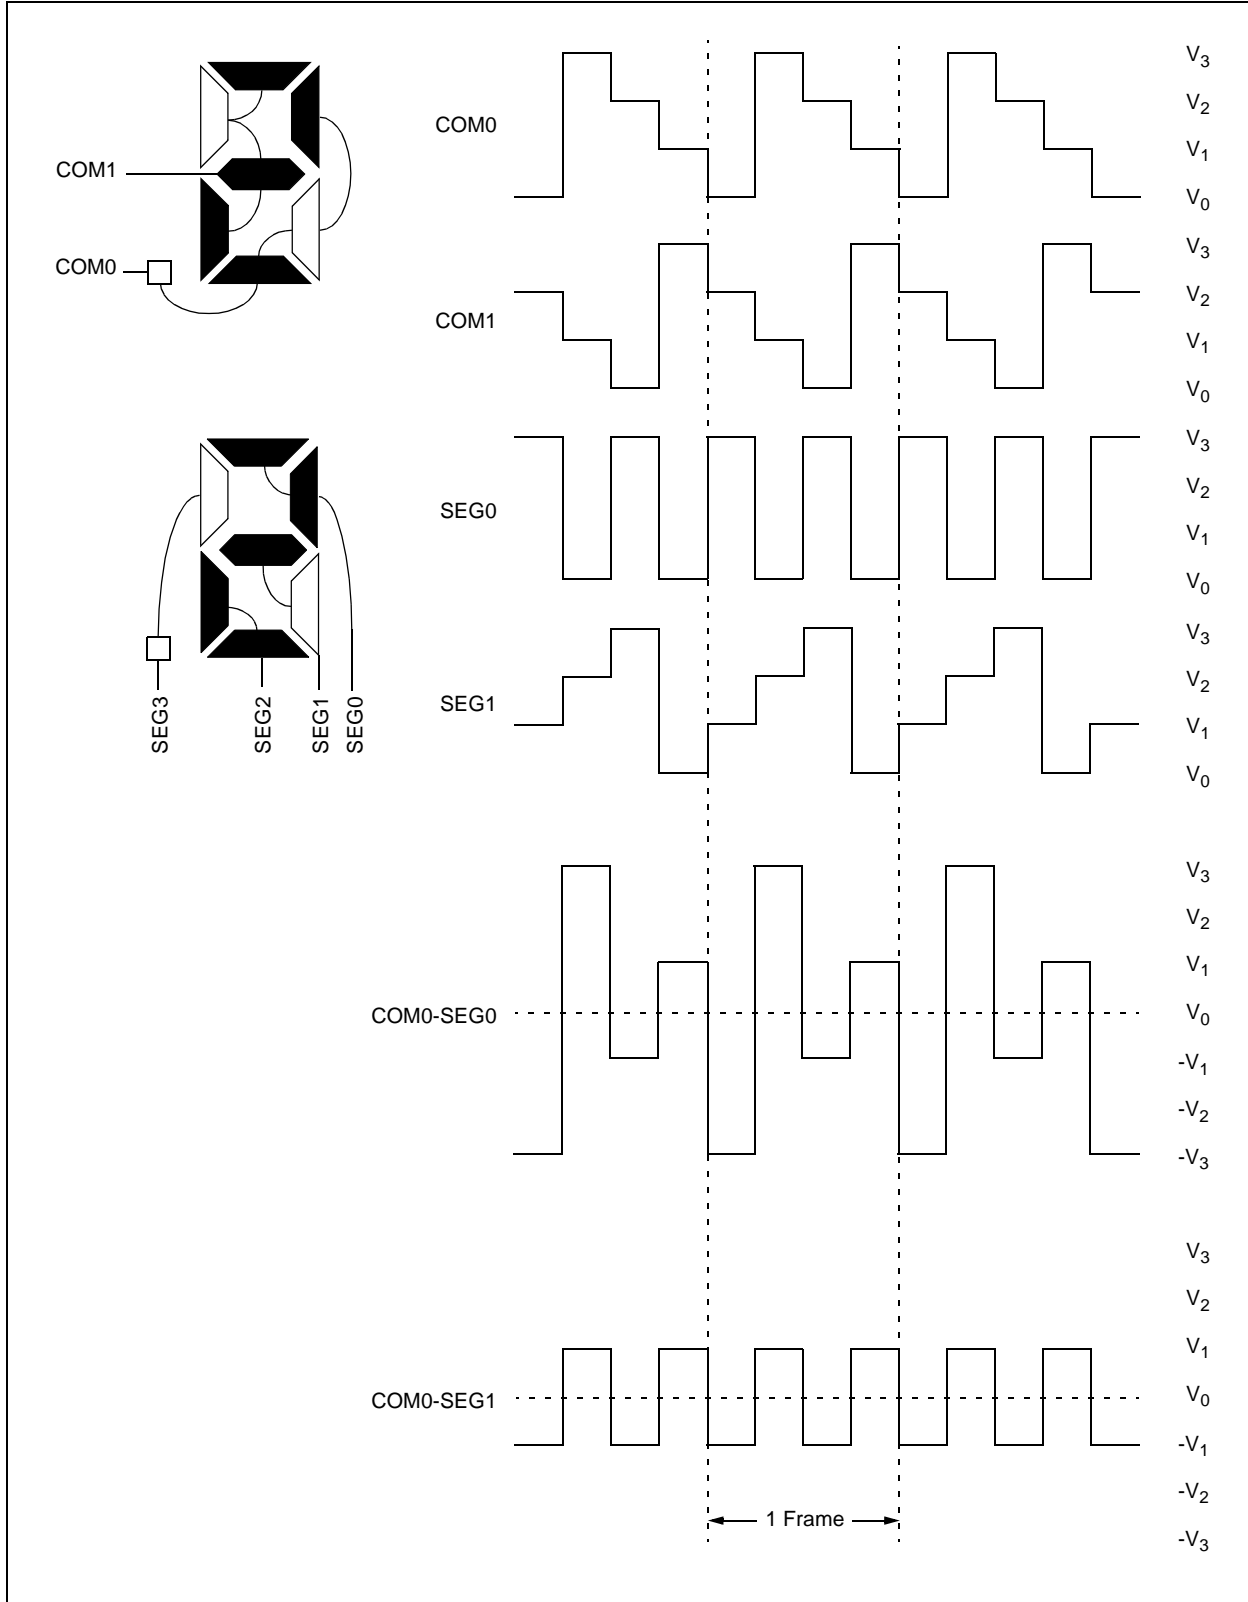 COM1
COM0
SEG3
SEG2
SEG1
SEG0
COM0
V3
V2
V1
V0
COM1
V3
V2
V1
V0
SEG0
V3
V2
V1
V0
SEG1
V3
V2
V1
V0
COM0-SEG0
V3
V2
V1
V0
-V1
-V2
-V3
COM0-SEG1
V3
V2
V1
V0
-V1
-V2
-V3
1 Frame